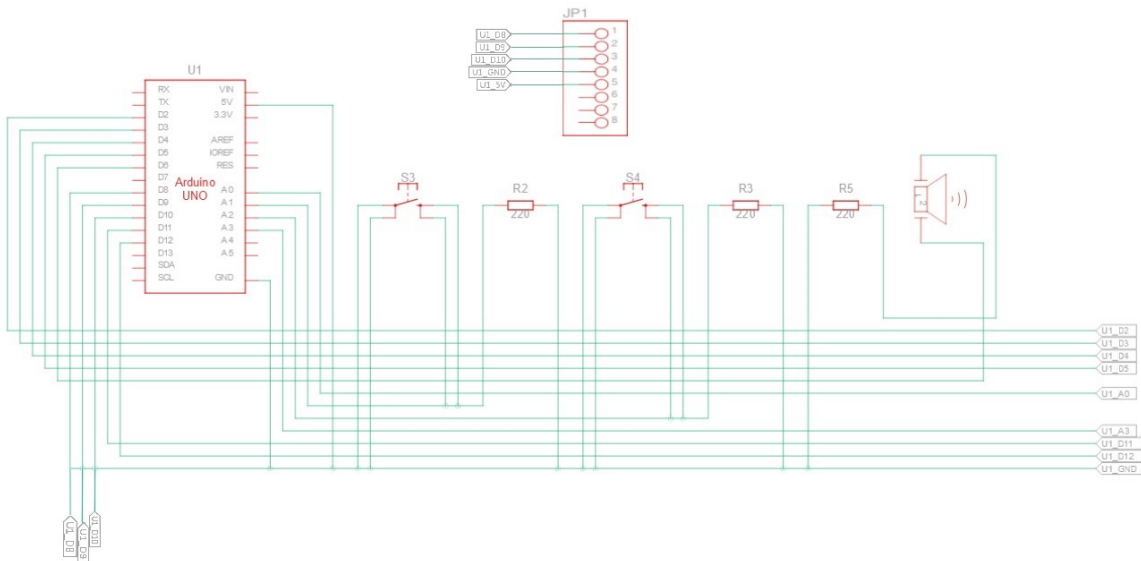 JP1
U1_D8
U1_D9
U1_D10
U1_GND
U1_5V
1
2
3
4
5
6
7
8
U1
RX
TX
D2
D3
D4
D5
D6
D7
D8
D9
D10
D11
D12
D13
SDA
SCL
Arduino
UNO
VIN
5V
3.3V
AREF
IOREF
RES
A0
A1
A2
A3
A4
A5
GND
S3
R2
220
S4
R3
220
R5
220
U1_D2
U1_D3
U1_D4
U1_D5
U1_A0
U1_A3
U1_D11
U1_D12
U1_GND
U1_D8
U1_D9
U1_D10